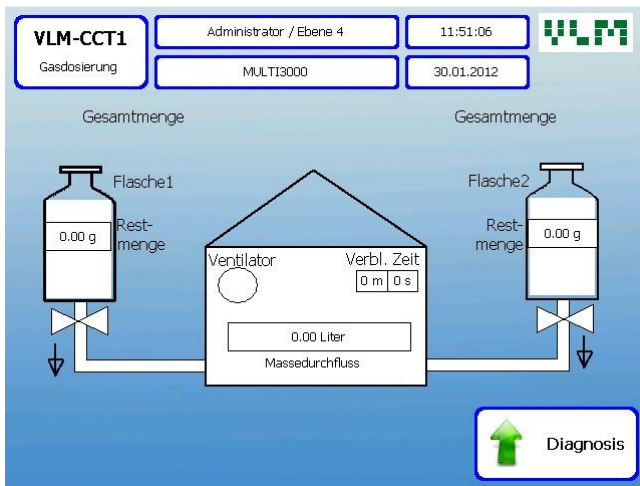 VLM-CCT1
Gasdosierung
Administrator / Ebene 4
11:51:06
VLM
MULTI3000
30.01.2012
Gesamtmenge
Gesamtmenge
Flasche1
Rest-
menge
0.00 g
Flasche2
Rest-
menge
0.00 g
Ventilator
Verbl. Zeit
0 m 0 s
0.00 Liter
Massedurchfluss
Diagnosis